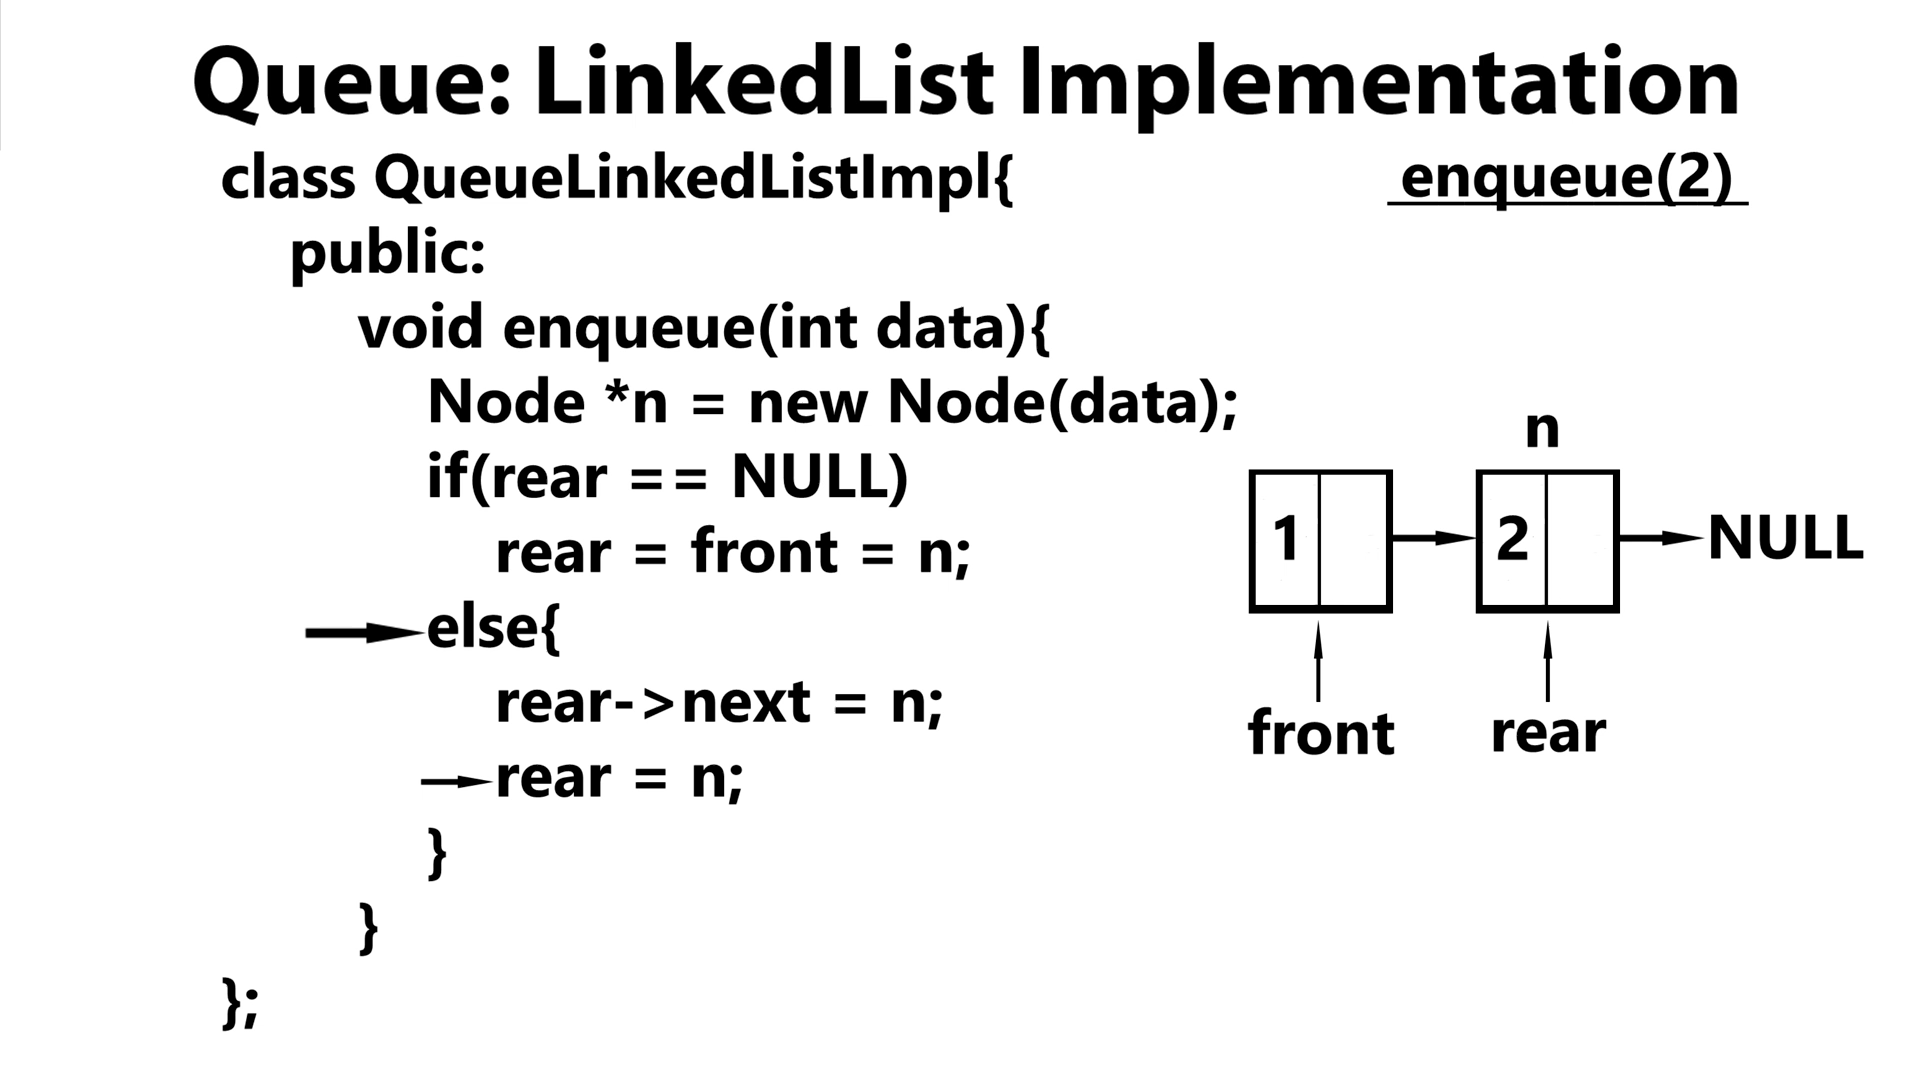 Queue: LinkedList Implementation
class QueueLinkedListImpl{
enqueue(2)
public:
void enqueue(int data){
Node *n = new Node(data);
if(rear == NULL)
rear = front = n;
else{
rear->next = n;
rear = n;
}
}
};
n
1 2 NULL
front rear